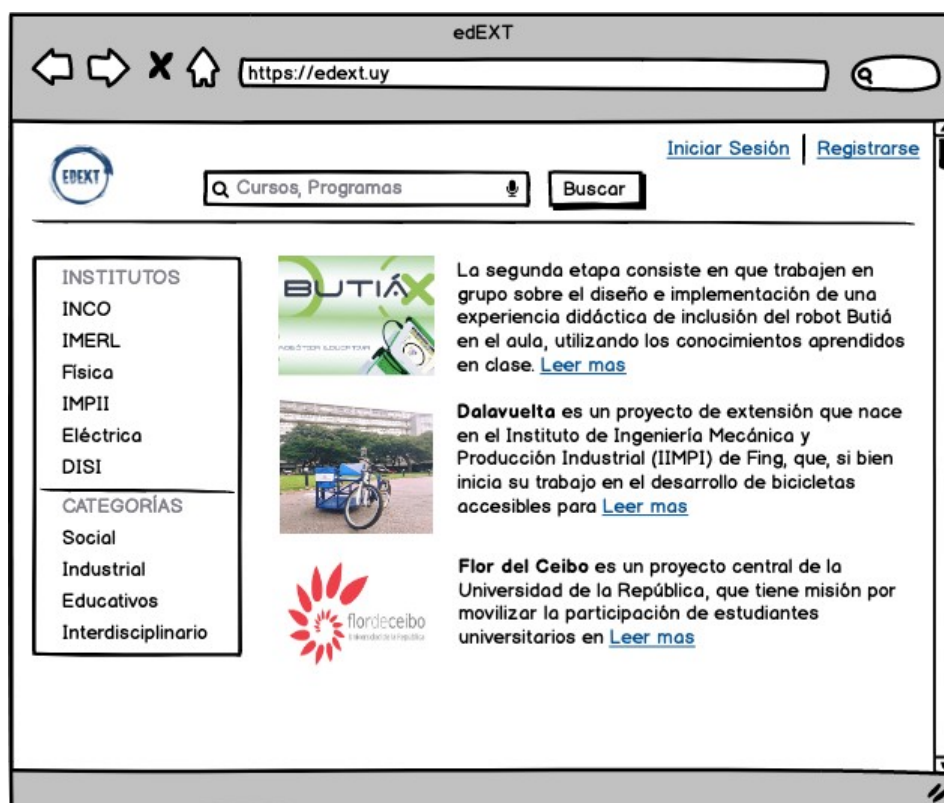 edEXT
https://edext.uy
Iniciar Sesión | Registrarse
EDEXT
Cursos, Programas
Buscar
INSTITUTOS
INCO
IMERL
Física
IMPII
Eléctrica
DISI
CATEGORÍAS
Social
Industrial
Educativos
Interdisciplinario
BUTIÁ X
La segunda etapa consiste en que trabajen en
grupo sobre el diseño e implementación de una
experiencia didáctica de inclusión del robot Butiá
en el aula, utilizando los conocimientos aprendidos
en clase. Leer mas
Dalavuelta es un proyecto de extensión que nace
en el Instituto de Ingeniería Mecánica y
Producción Industrial (IIMPI) de Fing, que, si bien
inicia su trabajo en el desarrollo de bicicletas
accesibles para Leer mas
flordeceibo
Universidad de la República
Flor del Ceibo es un proyecto central de la
Universidad de la República, que tiene misión por
movilizar la participación de estudiantes
universitarios en Leer mas